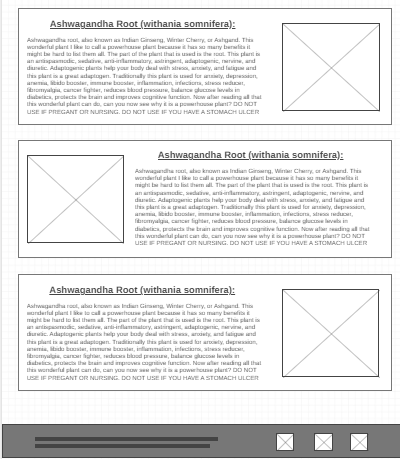 Ashwagandha Root (withania somnifera):
Ashwagandha root, also known as Indian Ginseng, Winter Cherry, or Ashgand. This
wonderful plant I like to call a powerhouse plant because it has so many benefits it
might be hard to list them all. The part of the plant that is used is the root. This plant is
an antispasmodic, sedative, anti-inflammatory, astringent, adaptogenic, nervine, and
diuretic. Adaptogenic plants help your body deal with stress, anxiety, and fatigue and
this plant is a great adaptogen. Traditionally this plant is used for anxiety, depression,
anemia, libido booster, immune booster, inflammation, infections, stress reducer,
fibromyalgia, cancer fighter, reduces blood pressure, balance glucose levels in
diabetics, protects the brain and improves cognitive function. Now after reading all that
this wonderful plant can do, can you now see why it is a powerhouse plant? DO NOT
USE IF PREGANT OR NURSING. DO NOT USE IF YOU HAVE A STOMACH ULCER
Ashwagandha Root (withania somnifera):
Ashwagandha root, also known as Indian Ginseng, Winter Cherry, or Ashgand. This
wonderful plant I like to call a powerhouse plant because it has so many benefits it
might be hard to list them all. The part of the plant that is used is the root. This plant is
an antispasmodic, sedative, anti-inflammatory, astringent, adaptogenic, nervine, and
diuretic. Adaptogenic plants help your body deal with stress, anxiety, and fatigue and
this plant is a great adaptogen. Traditionally this plant is used for anxiety, depression,
anemia, libido booster, immune booster, inflammation, infections, stress reducer,
fibromyalgia, cancer fighter, reduces blood pressure, balance glucose levels in
diabetics, protects the brain and improves cognitive function. Now after reading all that
this wonderful plant can do, can you now see why it is a powerhouse plant? DO NOT
USE IF PREGANT OR NURSING. DO NOT USE IF YOU HAVE A STOMACH ULCER
Ashwagandha Root (withania somnifera):
Ashwagandha root, also known as Indian Ginseng, Winter Cherry, or Ashgand. This
wonderful plant I like to call a powerhouse plant because it has so many benefits it
might be hard to list them all. The part of the plant that is used is the root. This plant is
an antispasmodic, sedative, anti-inflammatory, astringent, adaptogenic, nervine, and
diuretic. Adaptogenic plants help your body deal with stress, anxiety, and fatigue and
this plant is a great adaptogen. Traditionally this plant is used for anxiety, depression,
anemia, libido booster, immune booster, inflammation, infections, stress reducer,
fibromyalgia, cancer fighter, reduces blood pressure, balance glucose levels in
diabetics, protects the brain and improves cognitive function. Now after reading all that
this wonderful plant can do, can you now see why it is a powerhouse plant? DO NOT
USE IF PREGANT OR NURSING. DO NOT USE IF YOU HAVE A STOMACH ULCER